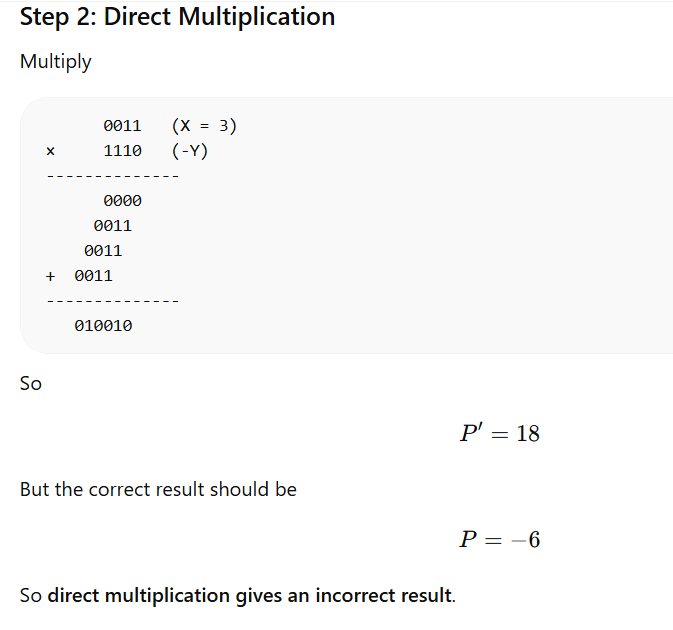 Step 2: Direct Multiplication
Multiply
0011 (X = 3)
x 1110 (-Y)
--------------
0000
0011
0011
+ 0011
--------------
010010
So
P′ = 18
But the correct result should be
P = −6
So direct multiplication gives an incorrect result.